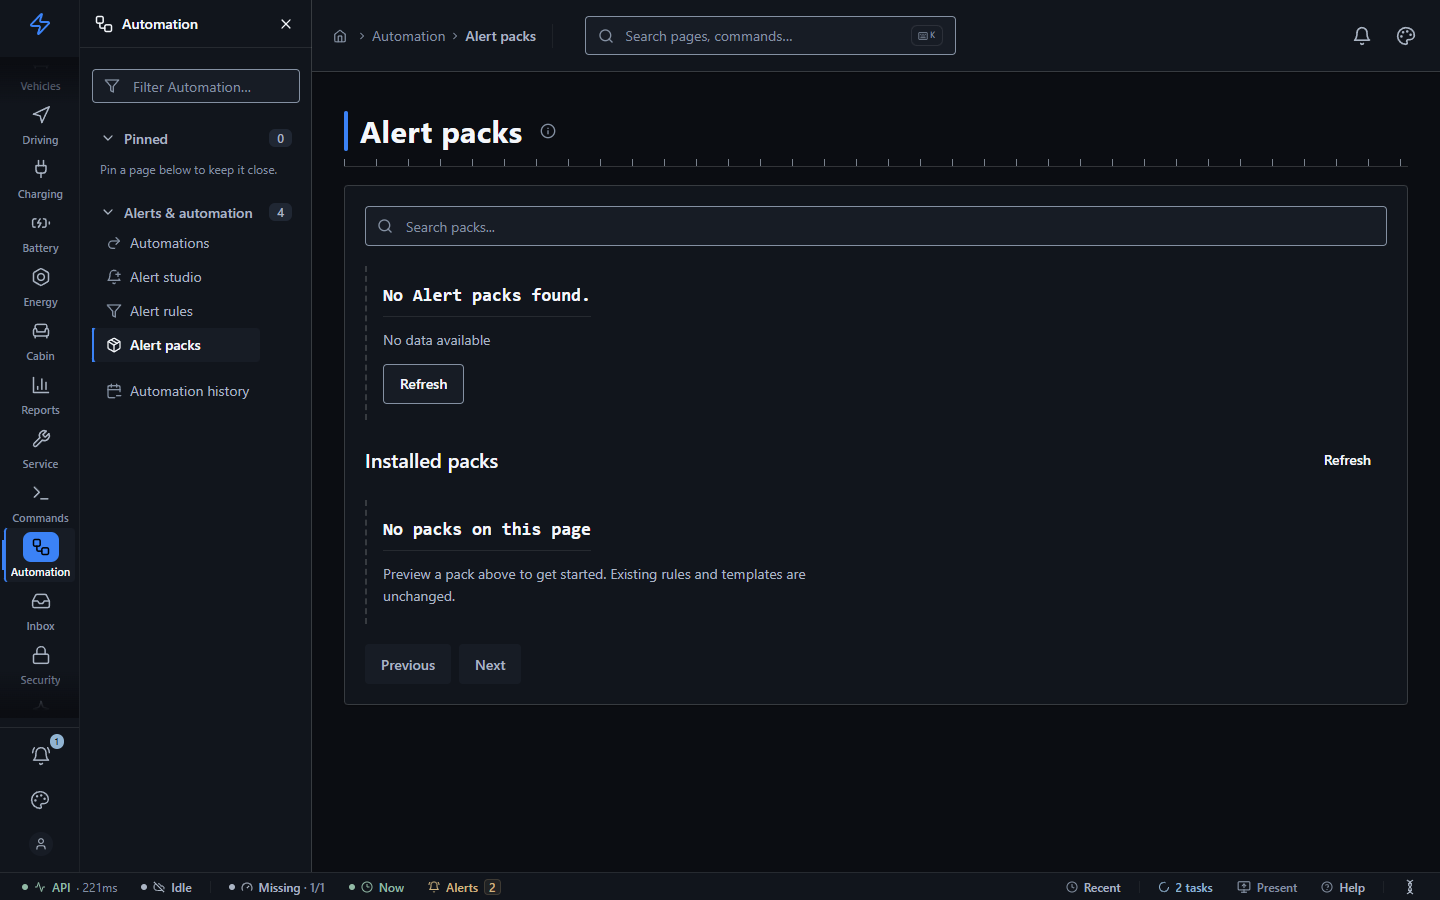 Automation
Automation
Alert packs
Search pages, commands...
K
Vehicles
Driving
Charging
Battery
Energy
Cabin
Reports
Service
Commands
Automation
Inbox
Security
1
Filter Automation...
Pinned
0
Pin a page below to keep it close.
Alerts & automation
4
Automations
Alert studio
Alert rules
Alert packs
Automation history
Alert packs
Search packs...
No Alert packs found.
No data available
Refresh
Installed packs
Refresh
No packs on this page
Preview a pack above to get started. Existing rules and templates are
unchanged.
Previous
Next
API · 221ms
Idle
Missing · 1/1
Now
Alerts 2
Recent
2 tasks
Present
Help